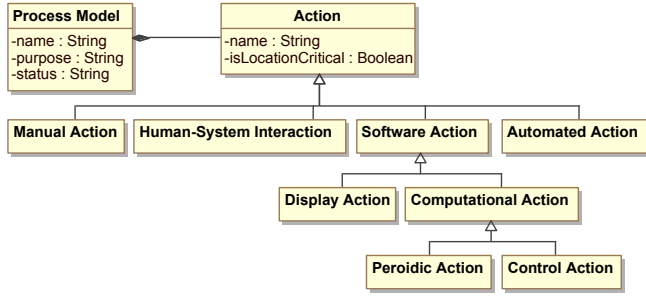 Process Model
-name : String
-purpose : String
-status : String
Action
-name : String
-isLocationCritical : Boolean
Manual Action
Human-System Interaction
Software Action
Automated Action
Display Action
Computational Action
Peroidic Action
Control Action